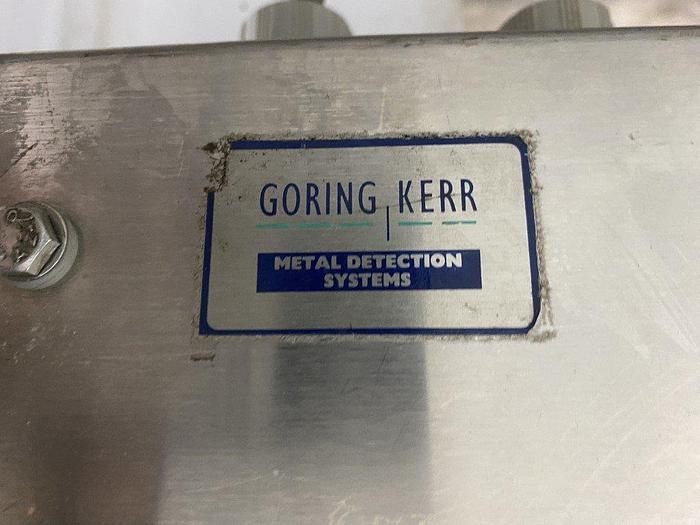 GORING KERR
METAL DETECTION
SYSTEMS